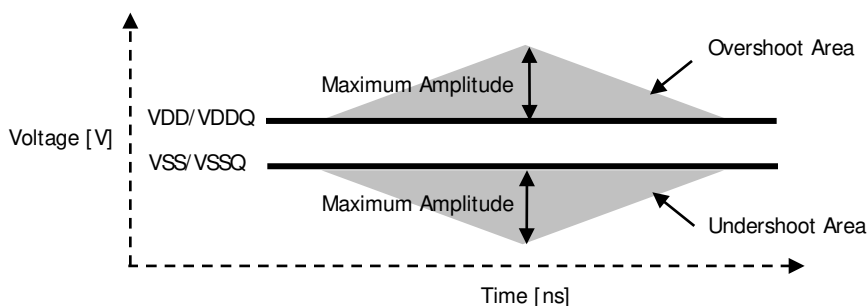 Overshoot Area
Maximum Amplitude
VDD/VDDQ
Voltage [V]
VSS/VSSQ
Maximum Amplitude
Undershoot Area
Time [ns]